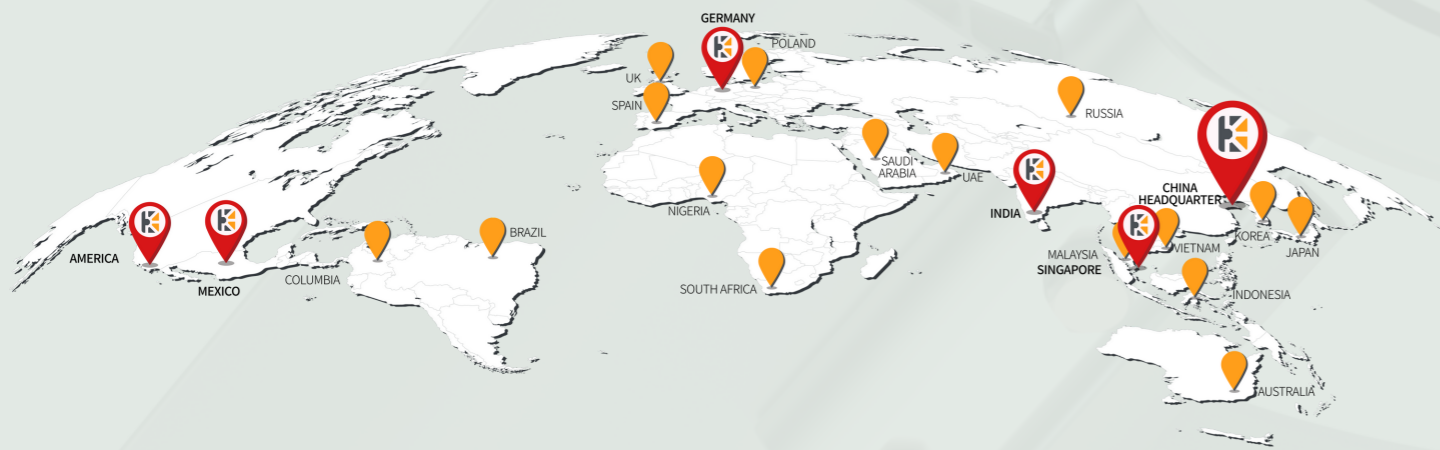 GERMANY
POLAND
UK
SPAIN
RUSSIA
SAUDI
ARABIA
UAE
NIGERIA
INDIA
CHINA
HEADQUARTER
KOREA
JAPAN
VIETNAM
MALAYSIA
SINGAPORE
INDONESIA
AMERICA
MEXICO
COLUMBIA
BRAZIL
SOUTH AFRICA
AUSTRALIA